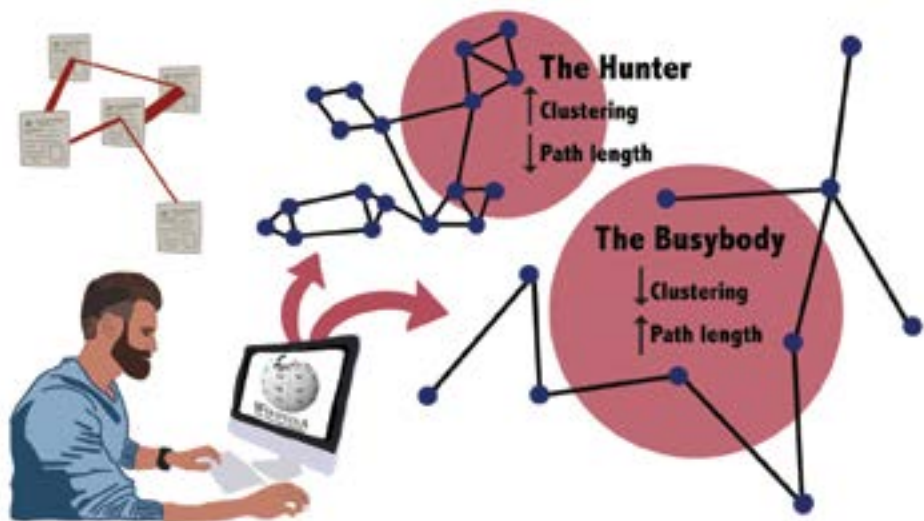 The Hunter
↑ Clustering
↓ Path length
The Busybody
↓ Clustering
↑ Path length